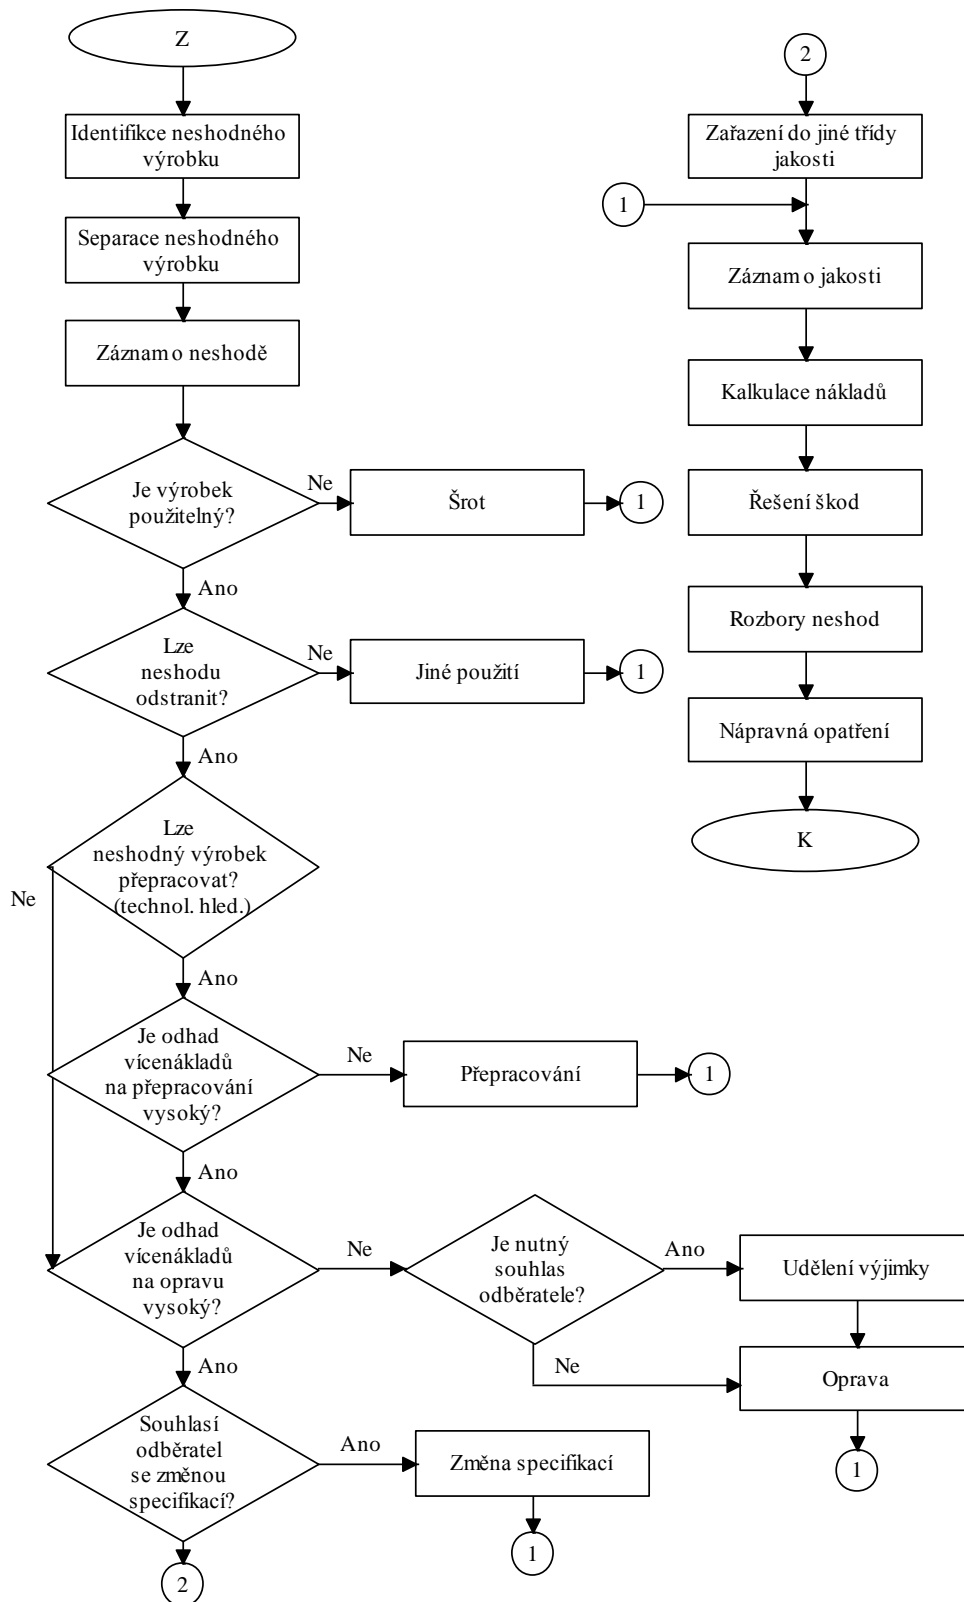 Z
Identifikce neshodného
výrobku
Separace neshodného
výrobku
Záznam o neshodě
Je výrobek
použitelný?
Ne
Šrot
1
Ano
Lze
neshodu
odstranit?
Ne
Jiné použití
1
Ano
Lze
neshodný výrobek
přepracovat?
(technol. hled.)
Ne
Ano
Je odhad
vícenákladů
na přepracování
vysoký?
Ne
Přepracování
1
Ano
Je odhad
vícenákladů
na opravu
vysoký?
Ne
Je nutný
souhlas
odběratele?
Ano
Udělení výjimky
Ne
Oprava
1
Ano
Souhlasí
odběratel
se změnou
specifikací?
Ano
Změna specifikací
1
2
2
Zařazení do jiné třídy
jakosti
1
Záznam o jakosti
Kalkulace nákladů
Řešení škod
Rozbory neshod
Nápravná opatření
K